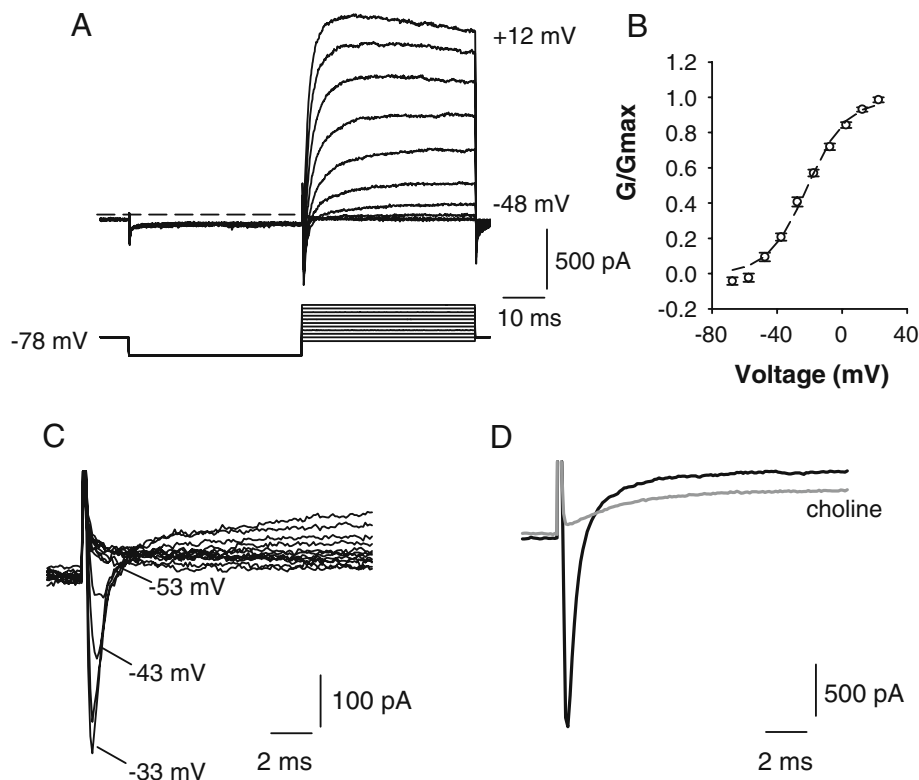 A
+12 mV
-48 mV
500 pA
10 ms
-78 mV
B
G/Gmax
1.2
1.0
0.8
0.6
0.4
0.2
0.0
-0.2
-80
-40
0
40
Voltage (mV)
C
-53 mV
-43 mV
-33 mV
100 pA
2 ms
D
choline
500 pA
2 ms